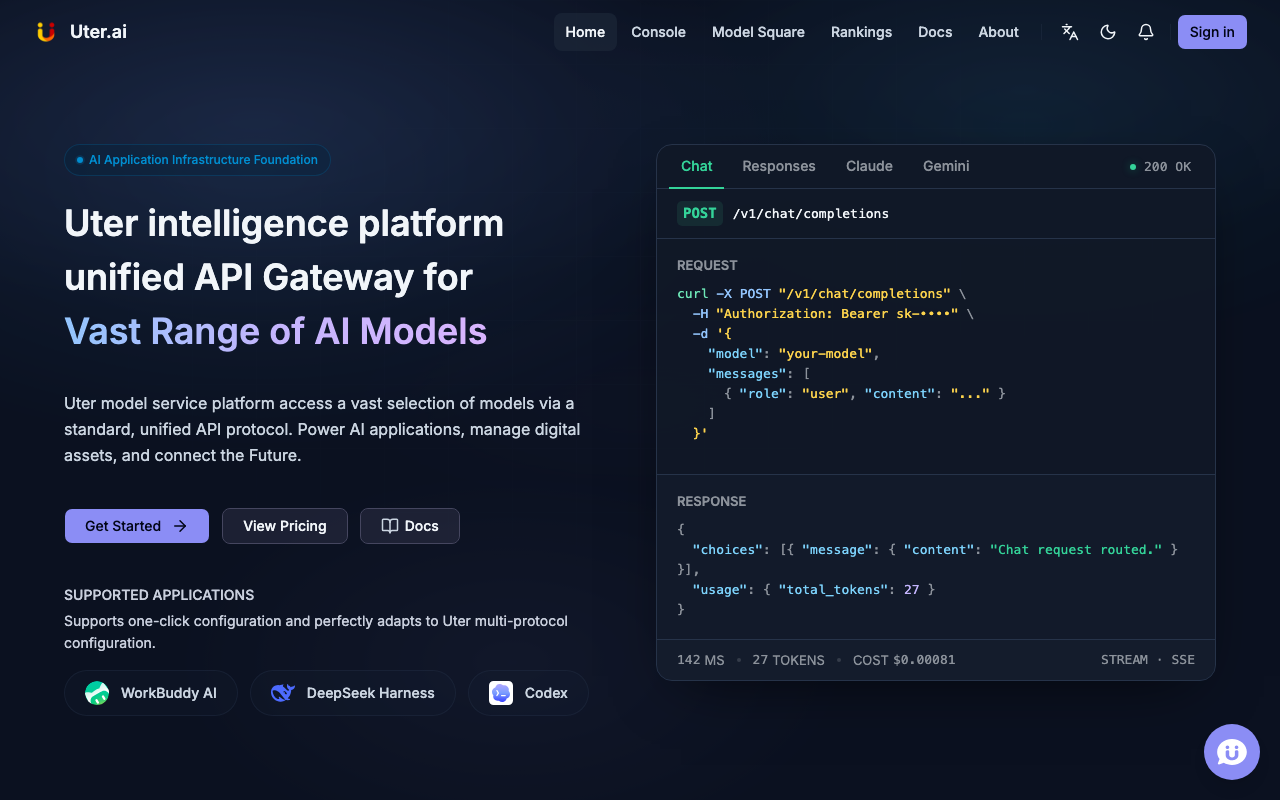 Uter.ai
Home
Console
Model Square
Rankings
Docs
About
Sign in
AI Application Infrastructure Foundation
Uter intelligence platform
unified API Gateway for
Vast Range of AI Models
Uter model service platform access a vast selection of models via a
standard, unified API protocol. Power AI applications, manage digital
assets, and connect the Future.
Get Started
View Pricing
Docs
SUPPORTED APPLICATIONS
Supports one-click configuration and perfectly adapts to Uter multi-protocol
configuration.
WorkBuddy AI
DeepSeek Harness
Codex
Chat
Responses
Claude
Gemini
200 OK
POST /v1/chat/completions
REQUEST
curl -X POST "/v1/chat/completions" \
  -H "Authorization: Bearer sk-••••" \
  -d '{
    "model": "your-model",
    "messages": [
      { "role": "user", "content": "..." }
    ]
  }'
RESPONSE
{
  "choices": [{ "message": { "content": "Chat request routed." }
}],
  "usage": { "total_tokens": 27 }
}
142 MS • 27 TOKENS • COST $0.00081
STREAM · SSE